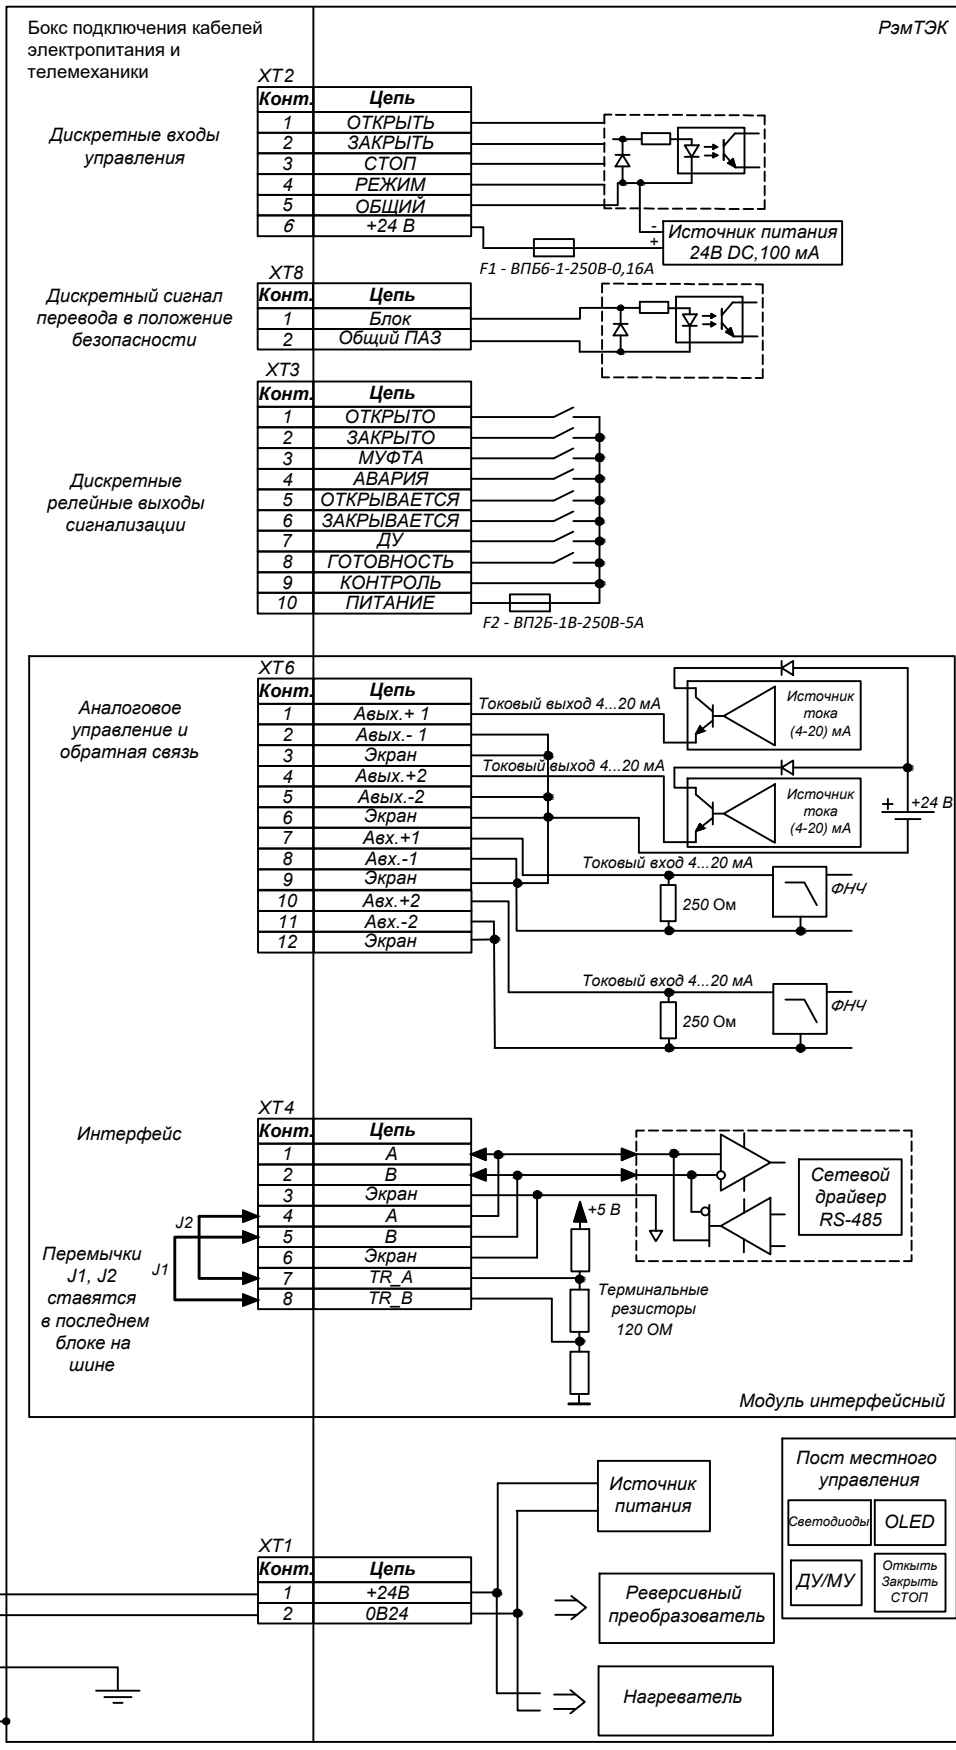 Бокс подключения кабелей
электропитания и
телемеханики
РэмТЭК
XT2
Конт. Цепь
Дискретные входы
управления
1 ОТКРЫТЬ
2 ЗАКРЫТЬ
3 СТОП
4 РЕЖИМ
5 ОБЩИЙ
6 +24 В
-
+
Источник питания
24В DC,100 мА
F1 - ВПБ6-1-250В-0,16А
XT8
Конт. Цепь
Дискретный сигнал
перевода в положение
безопасности
1 Блок
2 Общий ПАЗ
XT3
Конт. Цепь
Дискретные
релейные выходы
сигнализации
1 ОТКРЫТО
2 ЗАКРЫТО
3 МУФТА
4 АВАРИЯ
5 ОТКРЫВАЕТСЯ
6 ЗАКРЫВАЕТСЯ
7 ДУ
8 ГОТОВНОСТЬ
9 КОНТРОЛЬ
10 ПИТАНИЕ
F2 - ВП2Б-1В-250В-5А
XT6
Конт. Цепь
Аналоговое
управление и
обратная связь
1 Авых.+ 1
2 Авых.- 1
3 Экран
4 Авых.+2
5 Авых.-2
6 Экран
7 Авх.+1
8 Авх.-1
9 Экран
10 Авх.+2
11 Авх.-2
12 Экран
Токовый выход 4...20 мА
Источник
тока
(4-20) мА
Токовый выход 4...20 мА
Источник
тока
(4-20) мА
+ +24 В
Токовый вход 4...20 мА
250 Ом
ФНЧ
Токовый вход 4...20 мА
250 Ом
ФНЧ
XT4
Конт. Цепь
Интерфейс
1 A
2 B
3 Экран
4 A
5 B
6 Экран
7 TR_A
8 TR_B
J2
J1
Перемычки
J1, J2
ставятся
в последнем
блоке на
шине
+5 В
Сетевой
драйвер
RS-485
Терминальные
резисторы
120 ОМ
Модуль интерфейсный
Источник
питания
Пост местного
управления
Светодиоды
OLED
ДУ/МУ
Откыть
Закрыть
СТОП
XT1
Конт. Цепь
1 +24В
2 0В24
Реверсивный
преобразователь
Нагреватель